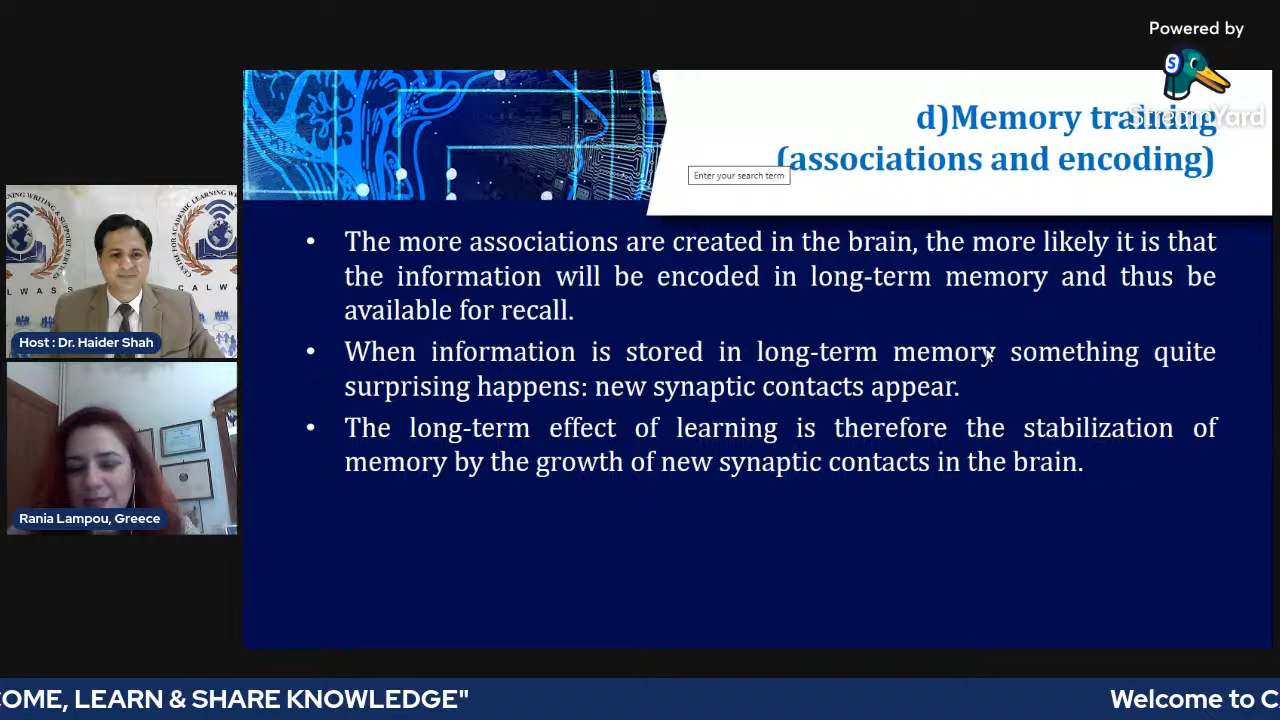 Powered by
StreamYard
d)Memory training
(associations and encoding)
Enter your search term
• The more associations are created in the brain, the more likely it is that
the information will be encoded in long-term memory and thus be
available for recall.
• When information is stored in long-term memory something quite
surprising happens: new synaptic contacts appear.
• The long-term effect of learning is therefore the stabilization of
memory by the growth of new synaptic contacts in the brain.
CALWASS
Host : Dr. Haider Shah
Rania Lampou, Greece
COME, LEARN & SHARE KNOWLEDGE"
Welcome to C